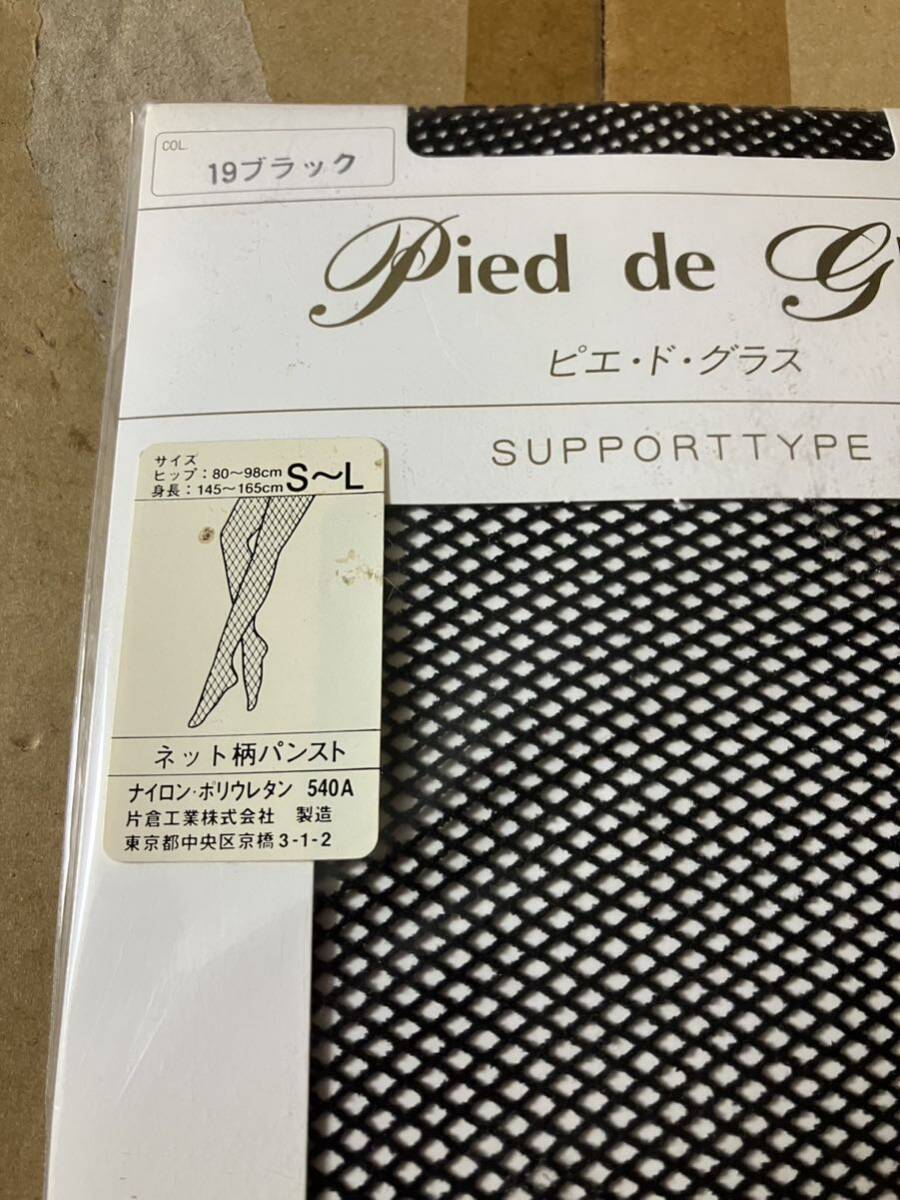 COL.
19ブラック
Pied de G
ピエ・ド・グラス
SUPPORTTYPE
サイズ
ヒップ:80〜98cm S〜L
身長:145〜165cm
ネット柄パンスト
ナイロン・ポリウレタン 540A
片倉工業株式会社 製造
東京都中央区京橋3-1-2